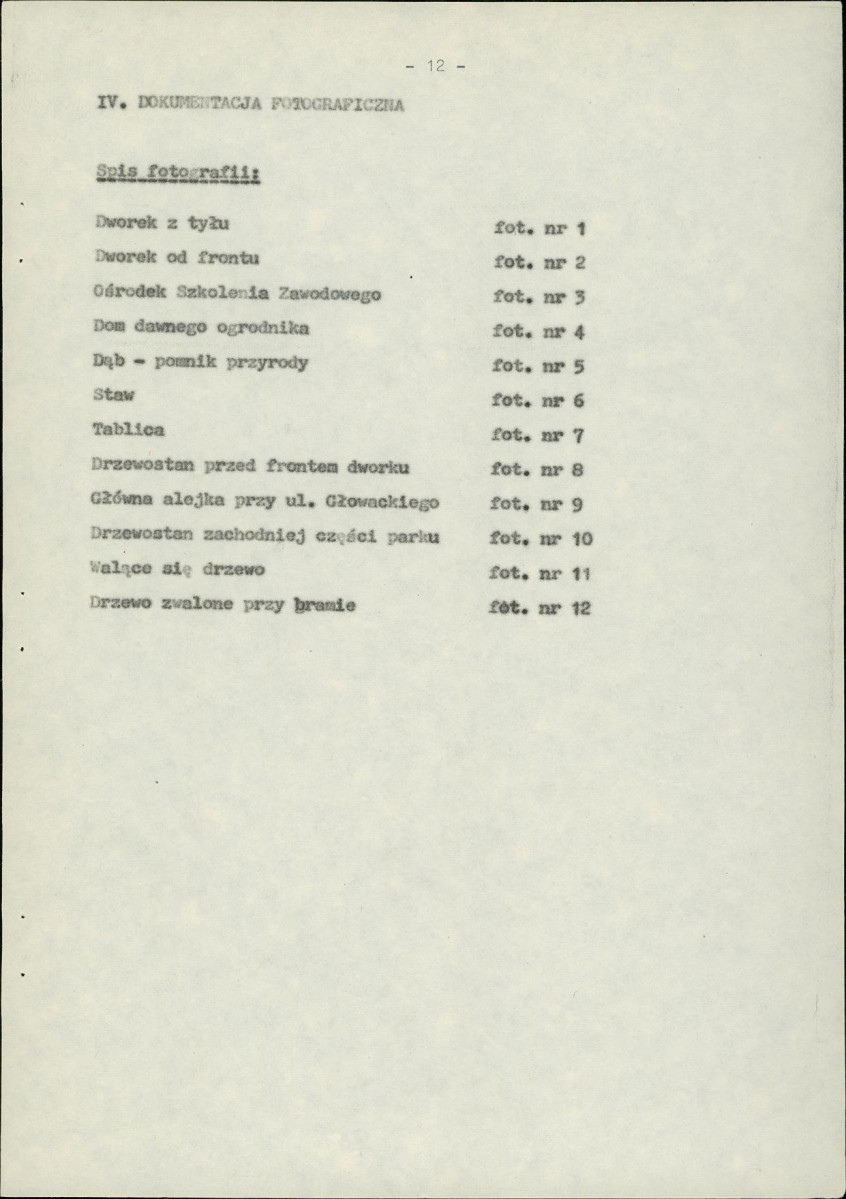 - 12 -
IV. DOKUMENTACJA FOTOGRAFICZNA
Spis fotografii:
Dworek z tyłu fot. nr 1
Dworek od frontu fot. nr 2
Ośrodek Szkolenia Zawodowego fot. nr 3
Dom dawnego ogrodnika fot. nr 4
Dąb - pomnik przyrody fot. nr 5
Staw fot. nr 6
Tablica fot. nr 7
Drzewostan przed frontem dworku fot. nr 8
Główna alejka przy ul. Głowackiego fot. nr 9
Drzewostan zachodniej części parku fot. nr 10
Walące się drzewo fot. nr 11
Drzewo zwalone przy bramie fot. nr 12